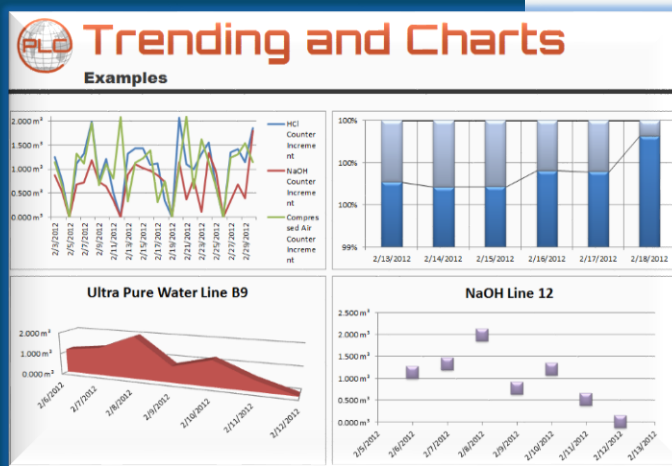 PLC
Trending and Charts
Examples
2.000 m³
1.500 m³
1.000 m³
0.500 m³
0.000 m³
2/3/2012
2/5/2012
2/7/2012
2/9/2012
2/11/2012
2/13/2012
2/15/2012
2/17/2012
2/19/2012
2/21/2012
2/23/2012
2/25/2012
2/27/2012
2/29/2012
HCl
Counter
Increme
nt
NaOH
Counter
Increme
nt
Compres
sed Air
Counter
Increme
nt
100%
100%
100%
99%
2/13/2012
2/14/2012
2/15/2012
2/16/2012
2/17/2012
2/18/2012
Ultra Pure Water Line B9
2.000 m³
1.000 m³
0.000 m³
2/6/2012
2/7/2012
2/8/2012
2/9/2012
2/10/2012
2/11/2012
2/12/2012
NaOH Line 12
2.500 m³
2.000 m³
1.500 m³
1.000 m³
0.500 m³
0.000 m³
2/5/2012
2/6/2012
2/7/2012
2/8/2012
2/9/2012
2/10/2012
2/11/2012
2/12/2012
2/13/2012